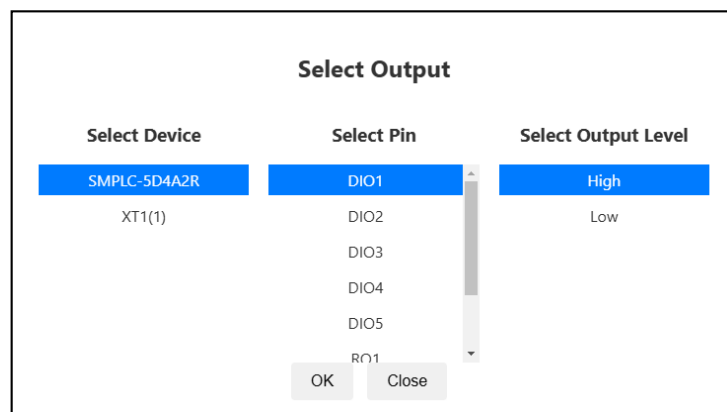 Select Output
Select Device
SMPLC-5D4A2R
XT1(1)
Select Pin
DIO1
DIO2
DIO3
DIO4
DIO5
RO1
Select Output Level
High
Low
OK
Close